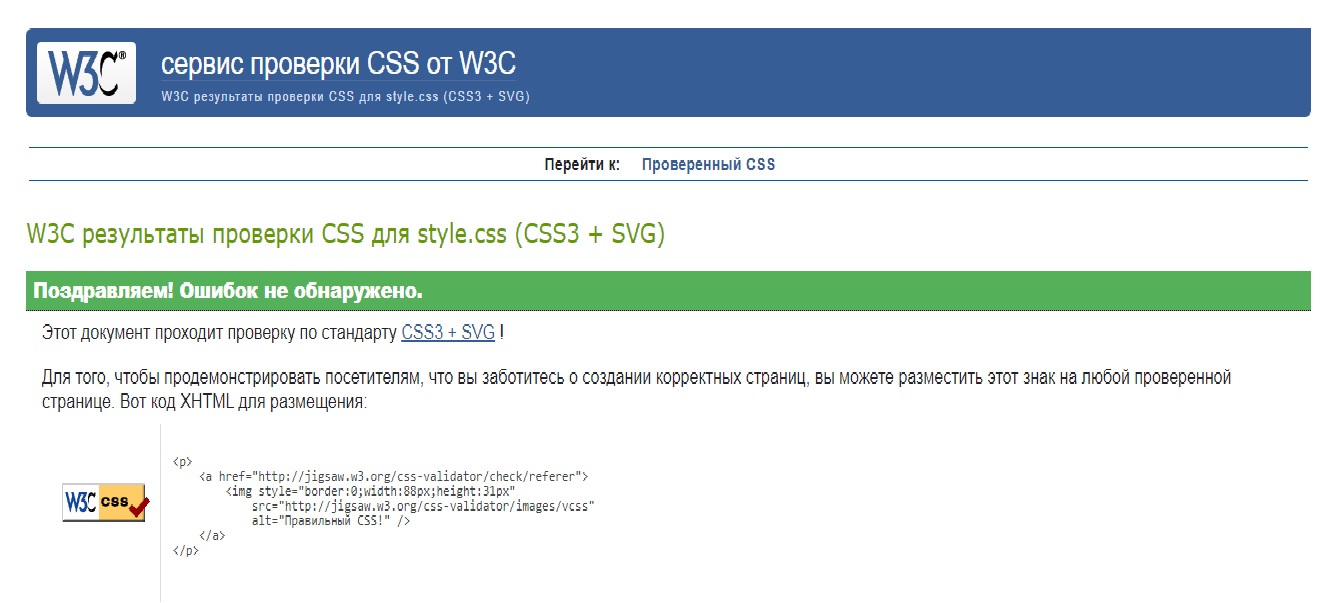 W3C®
сервис проверки CSS от W3C
W3C результаты проверки CSS для style.css (CSS3 + SVG)
Перейти к: Проверенный CSS
W3C результаты проверки CSS для style.css (CSS3 + SVG)
Поздравляем! Ошибок не обнаружено.
Этот документ проходит проверку по стандарту CSS3 + SVG !
Для того, чтобы продемонстрировать посетителям, что вы заботитесь о создании корректных страниц, вы можете разместить этот знак на любой проверенной
странице. Вот код XHTML для размещения:
W3C css
<p>
    <a href="http://jigsaw.w3.org/css-validator/check/referer">
        <img style="border:0;width:88px;height:31px"
            src="http://jigsaw.w3.org/css-validator/images/vcss"
            alt="Правильный CSS!" />
    </a>
</p>